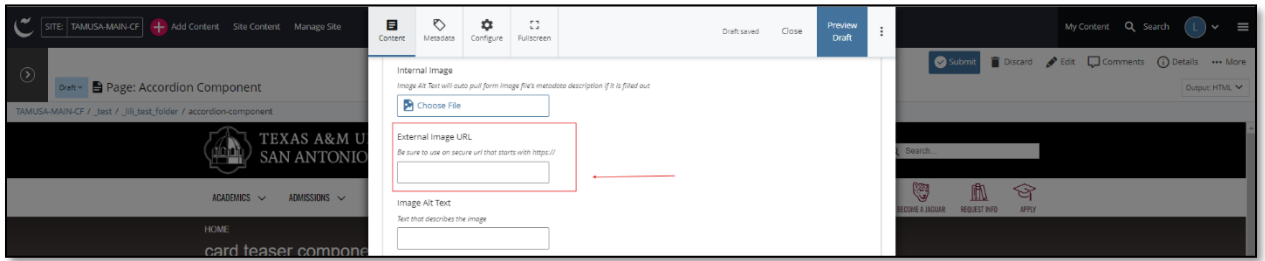 SITE: TAMUSA-MAIN-CF Add Content Site Content Manage Site
My Content Search L
Content Metadata Configure Fullscreen
Draft saved Close Preview Draft
Submit Discard Edit Comments Details More
Draft Page: Accordion Component
Output: HTML
TAMUSA-MAIN-CF / _test / _lili_test_folder / accordion-component
Internal Image
Image Alt Text will auto pull form image file's metadata description if it is filled out
Choose File
External Image URL
Be sure to use an secure url that starts with https://
Image Alt Text
Text that describes the image
TEXAS A&M U
SAN ANTONIO
Search...
ACADEMICS ADMISSIONS
BECOME A JAGUAR REQUEST INFO APPLY
HOME
card teaser compone